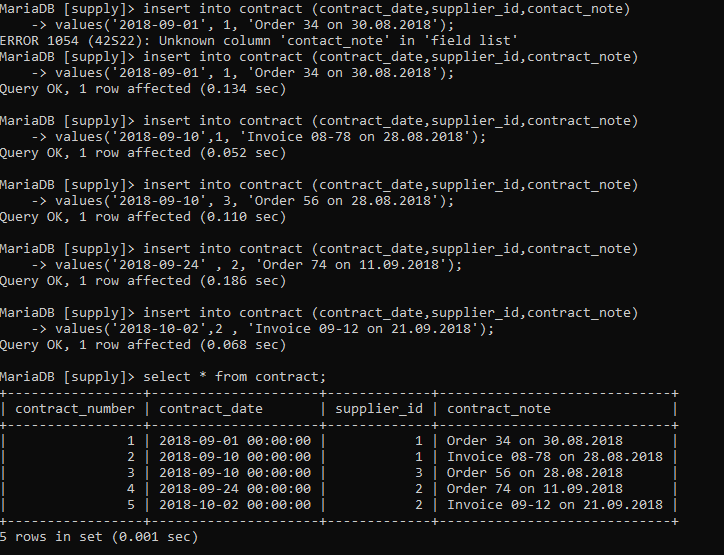 MariaDB [supply]> insert into contract (contract_date,supplier_id,contact_note)
    -> values('2018-09-01', 1, 'Order 34 on 30.08.2018');
ERROR 1054 (42S22): Unknown column 'contact_note' in 'field list'
MariaDB [supply]> insert into contract (contract_date,supplier_id,contract_note)
    -> values('2018-09-01', 1, 'Order 34 on 30.08.2018');
Query OK, 1 row affected (0.134 sec)

MariaDB [supply]> insert into contract (contract_date,supplier_id,contract_note)
    -> values('2018-09-10',1, 'Invoice 08-78 on 28.08.2018');
Query OK, 1 row affected (0.052 sec)

MariaDB [supply]> insert into contract (contract_date,supplier_id,contract_note)
    -> values('2018-09-10', 3, 'Order 56 on 28.08.2018');
Query OK, 1 row affected (0.110 sec)

MariaDB [supply]> insert into contract (contract_date,supplier_id,contract_note)
    -> values('2018-09-24' , 2, 'Order 74 on 11.09.2018');
Query OK, 1 row affected (0.186 sec)

MariaDB [supply]> insert into contract (contract_date,supplier_id,contract_note)
    -> values('2018-10-02',2 , 'Invoice 09-12 on 21.09.2018');
Query OK, 1 row affected (0.068 sec)

MariaDB [supply]> select * from contract;
+-----------------+---------------------+-------------+-----------------------------+
| contract_number | contract_date       | supplier_id | contract_note               |
+-----------------+---------------------+-------------+-----------------------------+
|               1 | 2018-09-01 00:00:00 |           1 | Order 34 on 30.08.2018      |
|               2 | 2018-09-10 00:00:00 |           1 | Invoice 08-78 on 28.08.2018 |
|               3 | 2018-09-10 00:00:00 |           3 | Order 56 on 28.08.2018      |
|               4 | 2018-09-24 00:00:00 |           2 | Order 74 on 11.09.2018      |
|               5 | 2018-10-02 00:00:00 |           2 | Invoice 09-12 on 21.09.2018 |
+-----------------+---------------------+-------------+-----------------------------+
5 rows in set (0.001 sec)